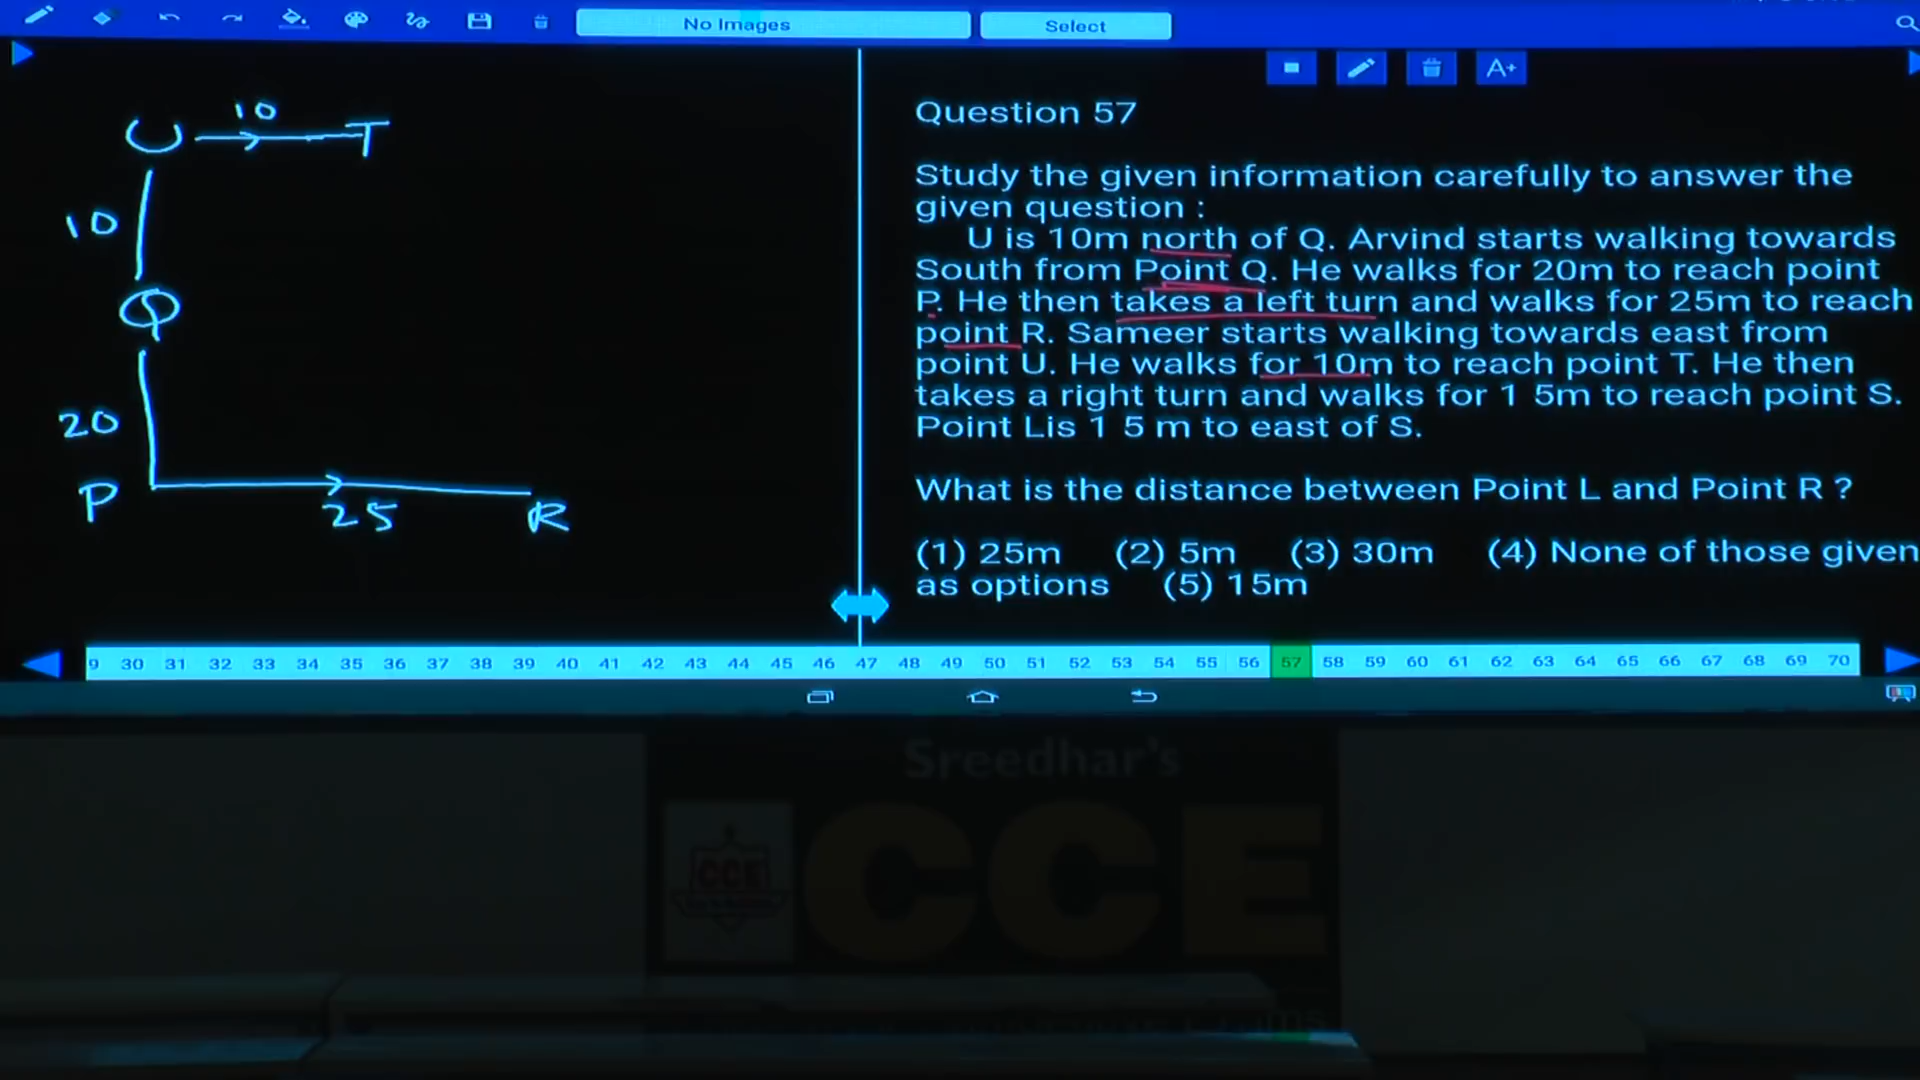 No Images
Select
A+
U 10 T
10
Q
20
P 25 R
Question 57
Study the given information carefully to answer the
given question :
U is 10m north of Q. Arvind starts walking towards
South from Point Q. He walks for 20m to reach point
P. He then takes a left turn and walks for 25m to reach
point R. Sameer starts walking towards east from
point U. He walks for 10m to reach point T. He then
takes a right turn and walks for 1 5m to reach point S.
Point Lis 1 5 m to east of S.
What is the distance between Point L and Point R ?
(1) 25m (2) 5m (3) 30m (4) None of those given
as options (5) 15m
9 30 31 32 33 34 35 36 37 38 39 40 41 42 43 44 45 46 47 48 49 50 51 52 53 54 55 56 57 58 59 60 61 62 63 64 65 66 67 68 69 70
Sreedhar's
CCE
CCE